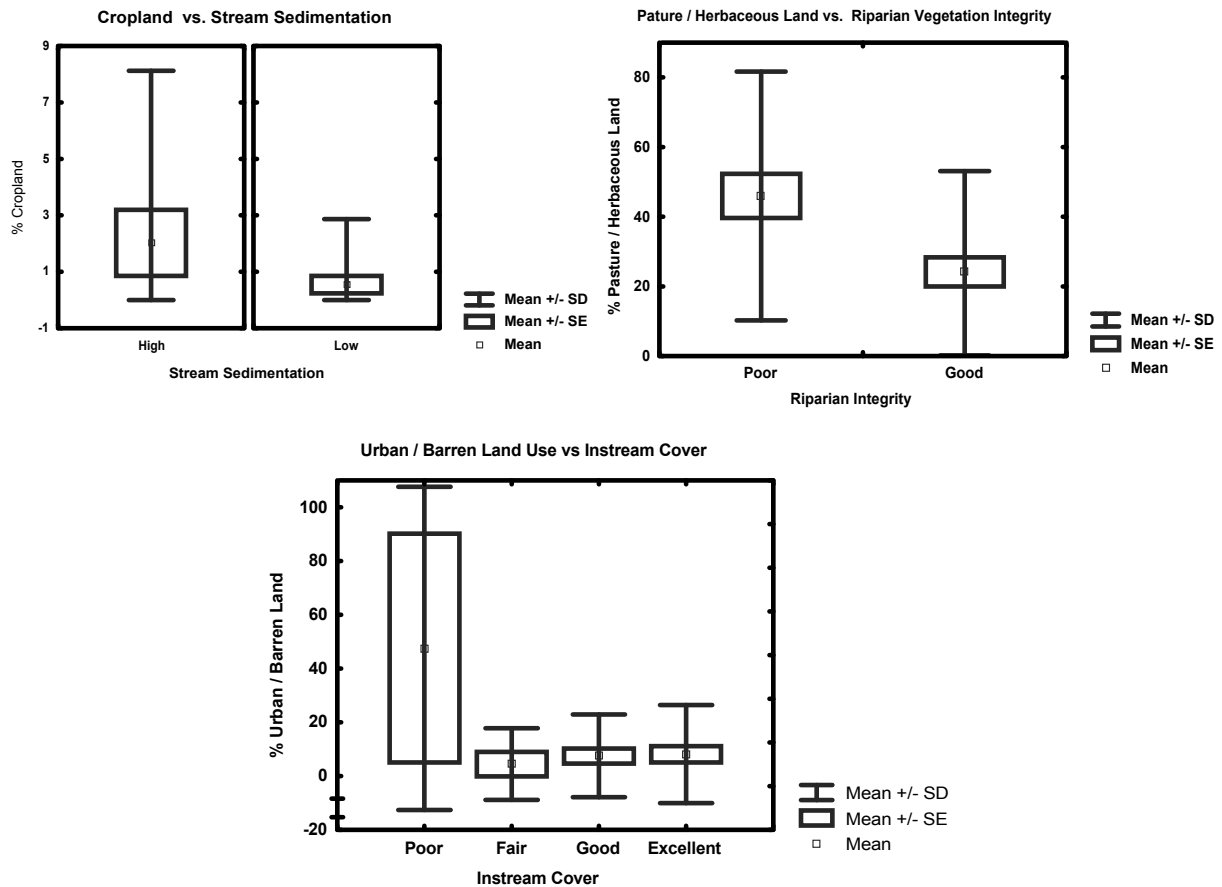 Cropland vs. Stream Sedimentation
9
7
5
3
1
-1
% Cropland
High
Low
Stream Sedimentation
Mean +/- SD
Mean +/- SE
Mean
Pature / Herbaceous Land vs. Riparian Vegetation Integrity
80
60
40
20
0
% Pasture / Herbaceous Land
Poor
Good
Riparian Integrity
Mean +/- SD
Mean +/- SE
Mean
Urban / Barren Land Use vs Instream Cover
100
80
60
40
20
0
-20
% Urban / Barren Land
Poor
Fair
Good
Excellent
Instream Cover
Mean +/- SD
Mean +/- SE
Mean